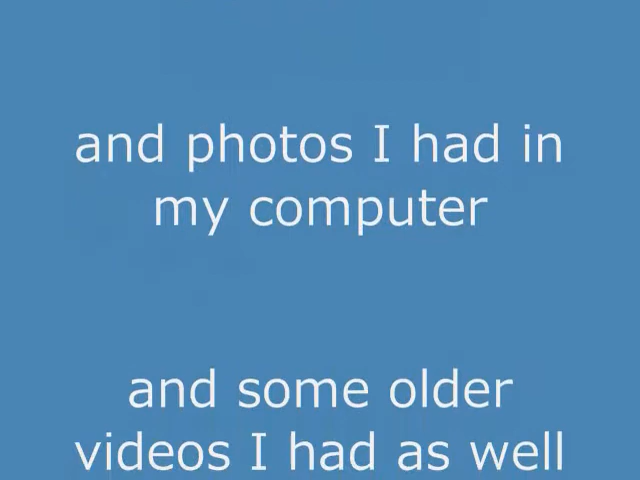 and photos I had in
my computer
and some older
videos I had as well